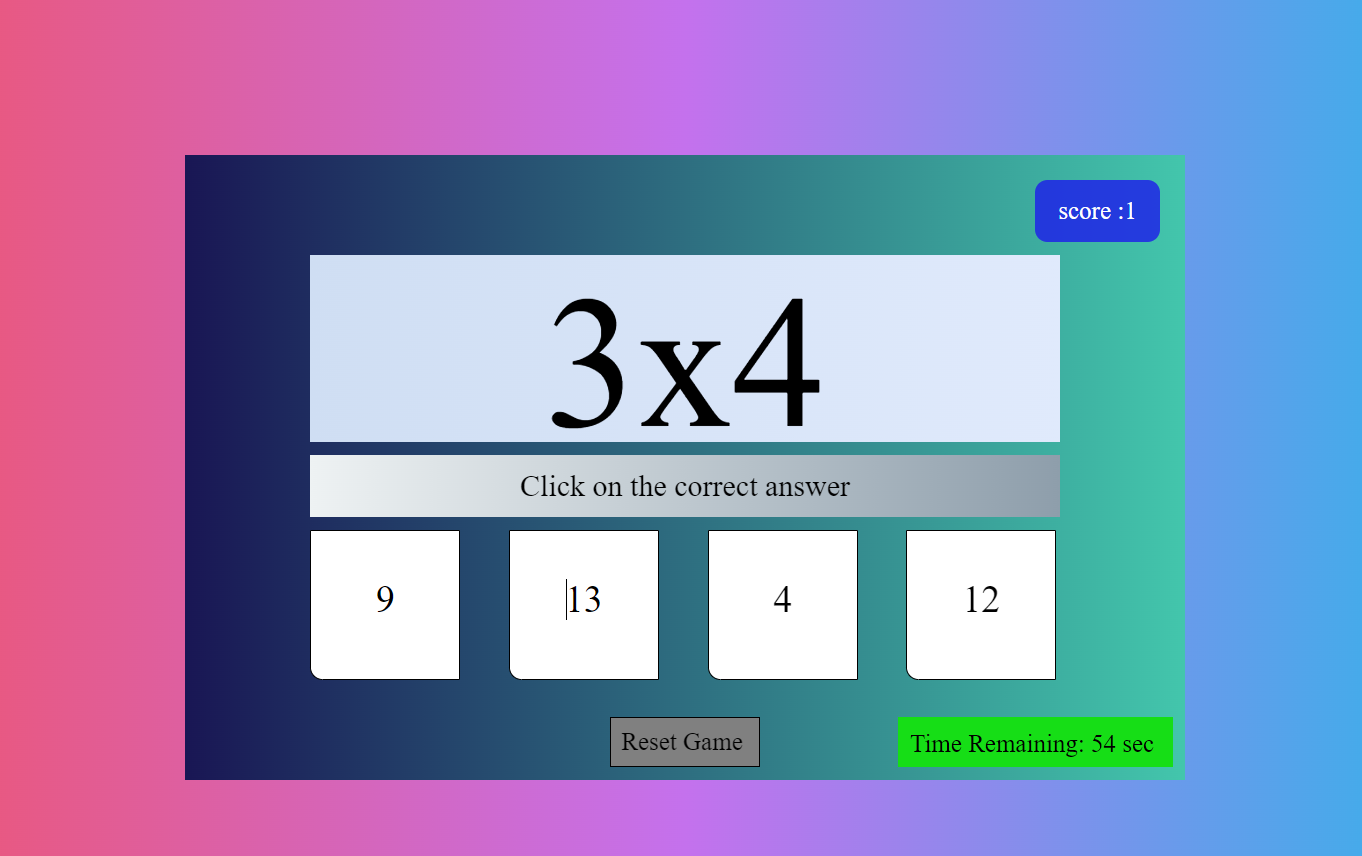 score :1
3x4
Click on the correct answer
9
13
4
12
Reset Game
Time Remaining: 54 sec